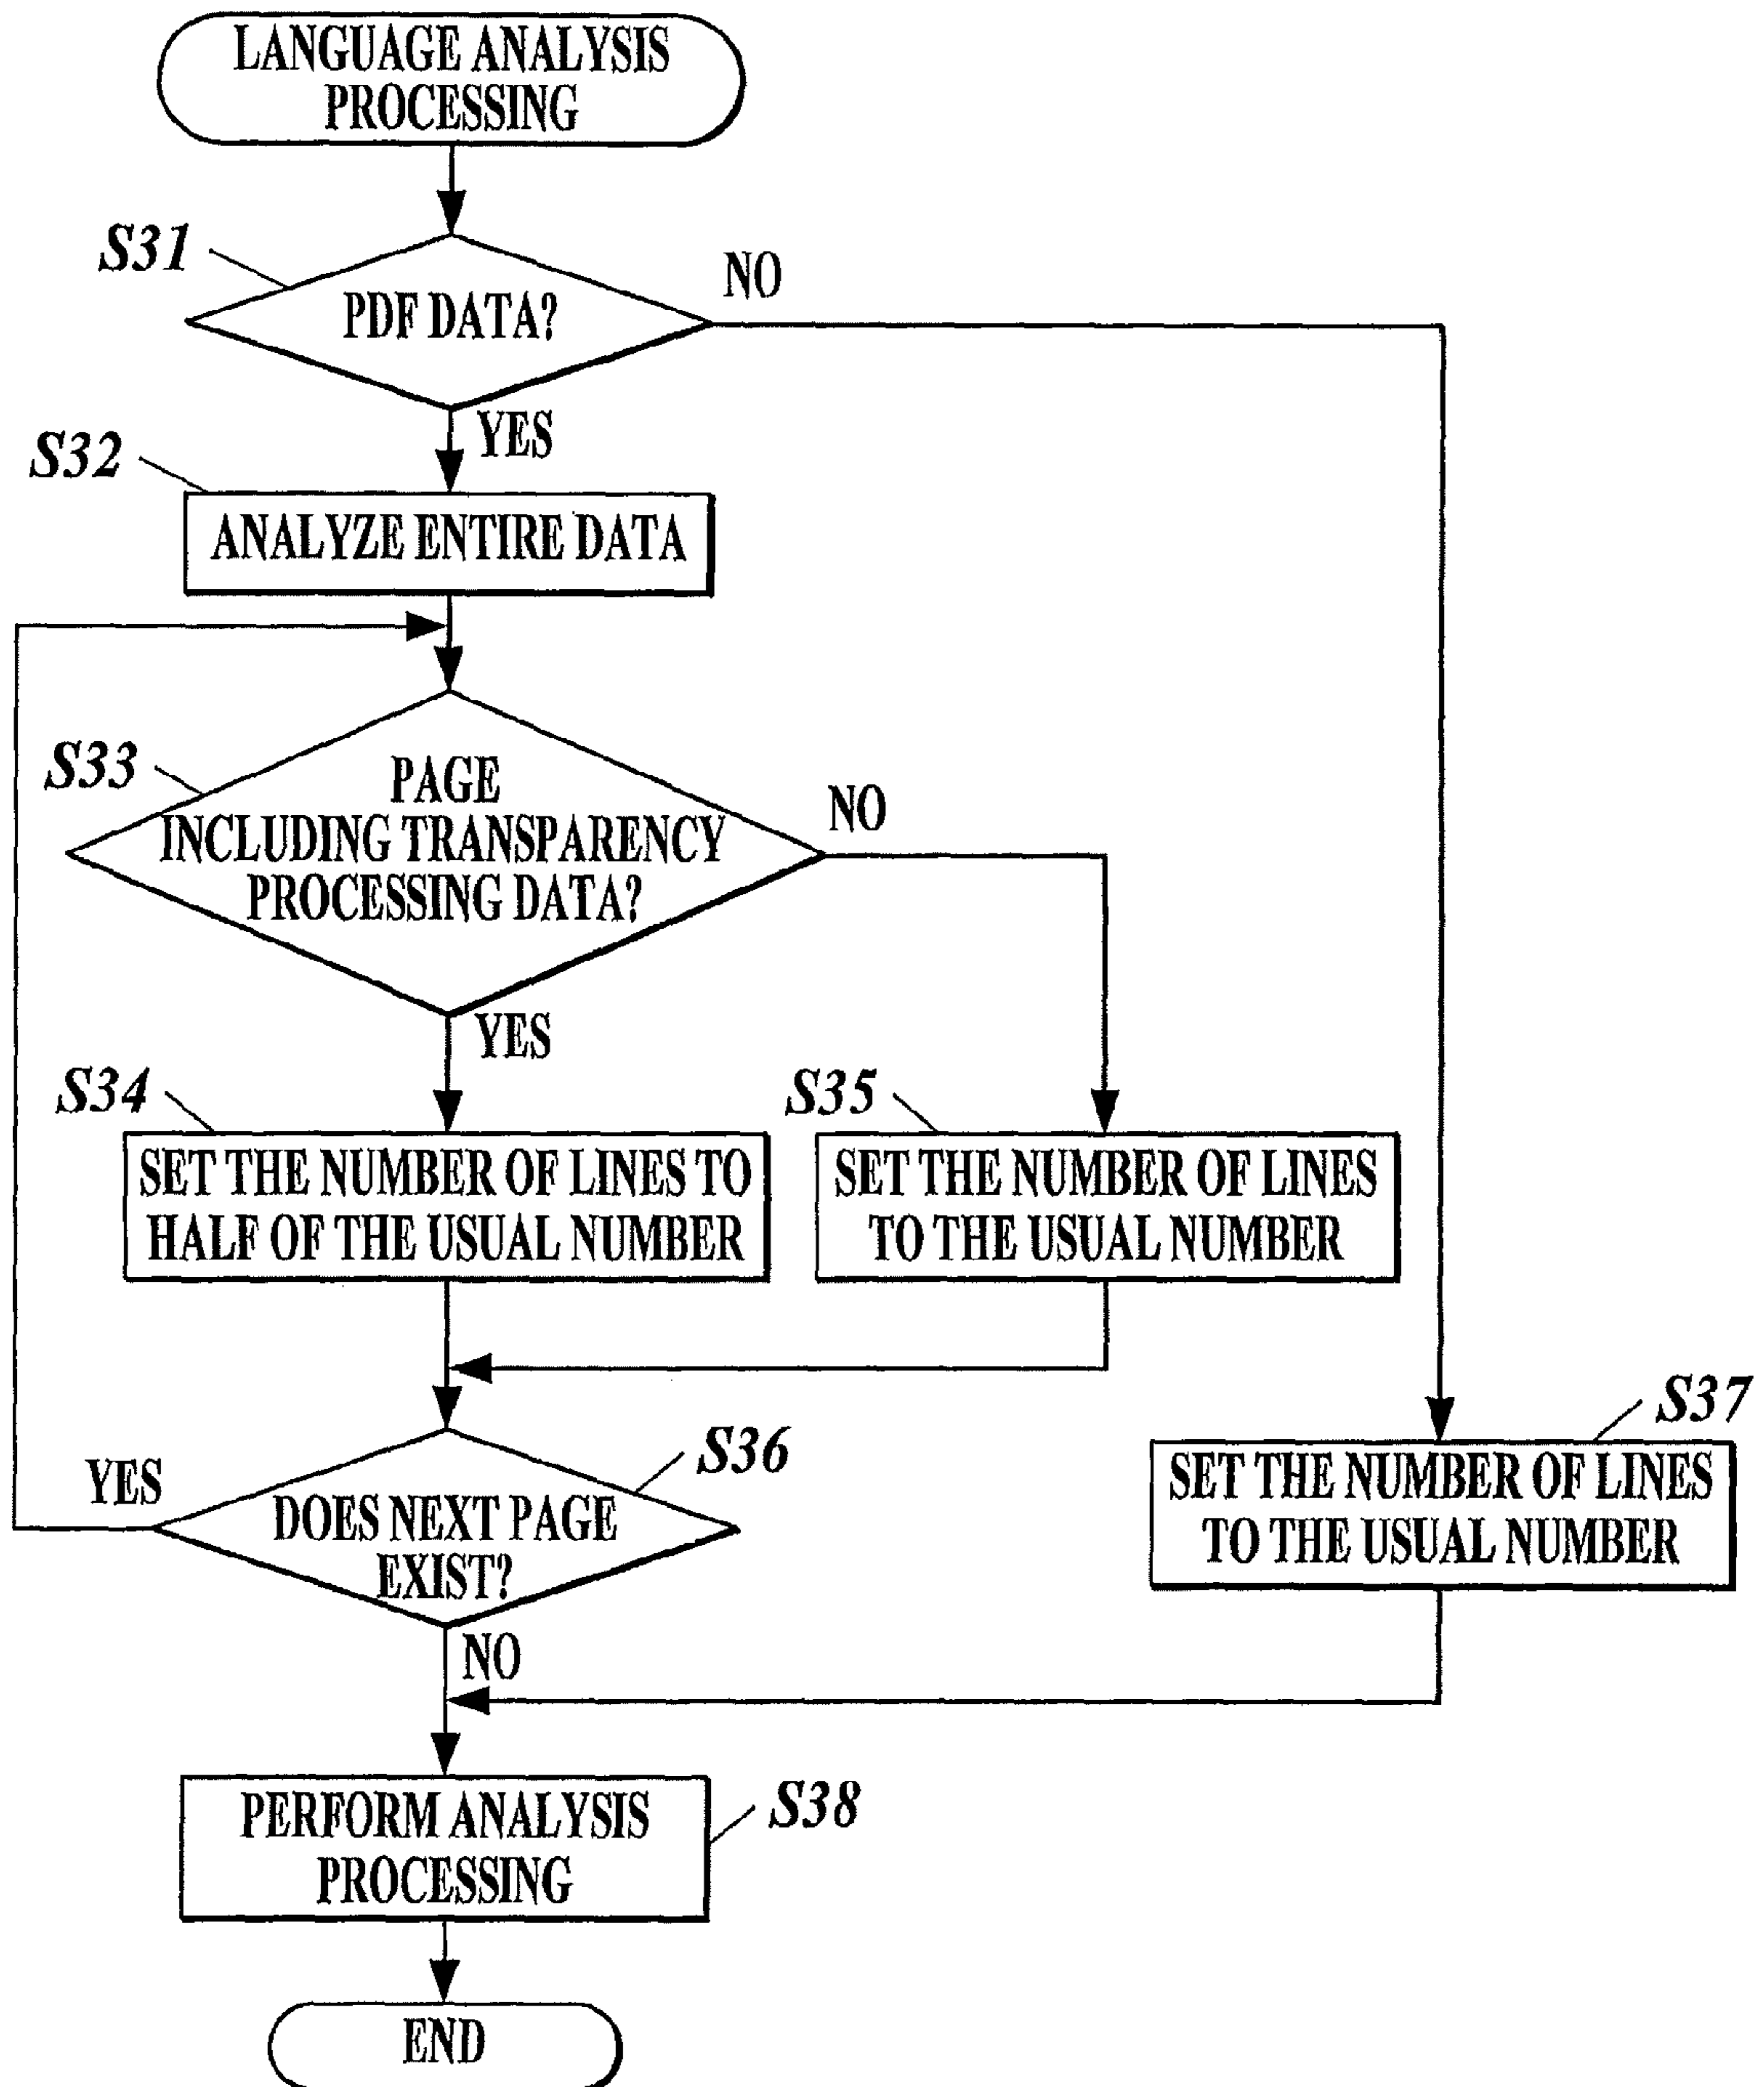 LANGUAGE ANALYSIS
PROCESSING
S31
PDF DATA?
NO
YES
S32
ANALYZE ENTIRE DATA
S33
PAGE
INCLUDING TRANSPARENCY
PROCESSING DATA?
NO
YES
S34
SET THE NUMBER OF LINES TO
HALF OF THE USUAL NUMBER
S35
SET THE NUMBER OF LINES
TO THE USUAL NUMBER
S36
DOES NEXT PAGE
EXIST?
YES
NO
S37
SET THE NUMBER OF LINES
TO THE USUAL NUMBER
S38
PERFORM ANALYSIS
PROCESSING
END